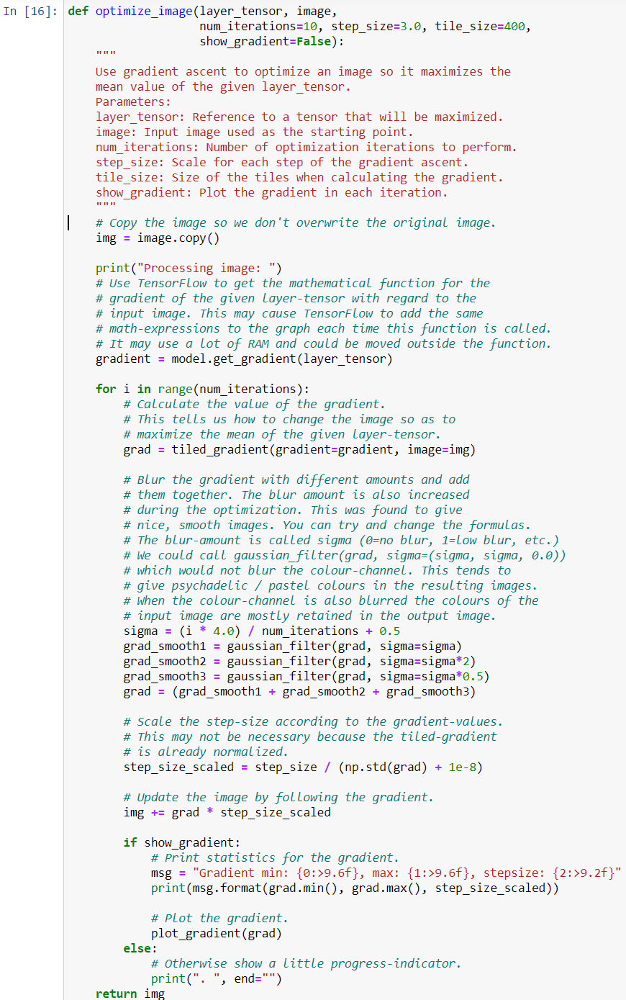 In [16]: def optimize_image(layer_tensor, image,
                   num_iterations=10, step_size=3.0, tile_size=400,
                   show_gradient=False):
    """
    Use gradient ascent to optimize an image so it maximizes the
    mean value of the given layer_tensor.
    Parameters:
    layer_tensor: Reference to a tensor that will be maximized.
    image: Input image used as the starting point.
    num_iterations: Number of optimization iterations to perform.
    step_size: Scale for each step of the gradient ascent.
    tile_size: Size of the tiles when calculating the gradient.
    show_gradient: Plot the gradient in each iteration.
    """
    # Copy the image so we don't overwrite the original image.
    img = image.copy()

    print("Processing image: ")
    # Use TensorFlow to get the mathematical function for the
    # gradient of the given layer-tensor with regard to the
    # input image. This may cause TensorFlow to add the same
    # math-expressions to the graph each time this function is called.
    # It may use a lot of RAM and could be moved outside the function.
    gradient = model.get_gradient(layer_tensor)

    for i in range(num_iterations):
        # Calculate the value of the gradient.
        # This tells us how to change the image so as to
        # maximize the mean of the given layer-tensor.
        grad = tiled_gradient(gradient=gradient, image=img)

        # Blur the gradient with different amounts and add
        # them together. The blur amount is also increased
        # during the optimization. This was found to give
        # nice, smooth images. You can try and change the formulas.
        # The blur-amount is called sigma (0=no blur, 1=low blur, etc.)
        # We could call gaussian_filter(grad, sigma=(sigma, sigma, 0.0))
        # which would not blur the colour-channel. This tends to
        # give psychadelic / pastel colours in the resulting images.
        # When the colour-channel is also blurred the colours of the
        # input image are mostly retained in the output image.
        sigma = (i * 4.0) / num_iterations + 0.5
        grad_smooth1 = gaussian_filter(grad, sigma=sigma)
        grad_smooth2 = gaussian_filter(grad, sigma=sigma*2)
        grad_smooth3 = gaussian_filter(grad, sigma=sigma*0.5)
        grad = (grad_smooth1 + grad_smooth2 + grad_smooth3)

        # Scale the step-size according to the gradient-values.
        # This may not be necessary because the tiled-gradient
        # is already normalized.
        step_size_scaled = step_size / (np.std(grad) + 1e-8)

        # Update the image by following the gradient.
        img += grad * step_size_scaled

        if show_gradient:
            # Print statistics for the gradient.
            msg = "Gradient min: {0:>9.6f}, max: {1:>9.6f}, stepsize: {2:>9.2f}"
            print(msg.format(grad.min(), grad.max(), step_size_scaled))

            # Plot the gradient.
            plot_gradient(grad)
        else:
            # Otherwise show a little progress-indicator.
            print(". ", end="")
    return img